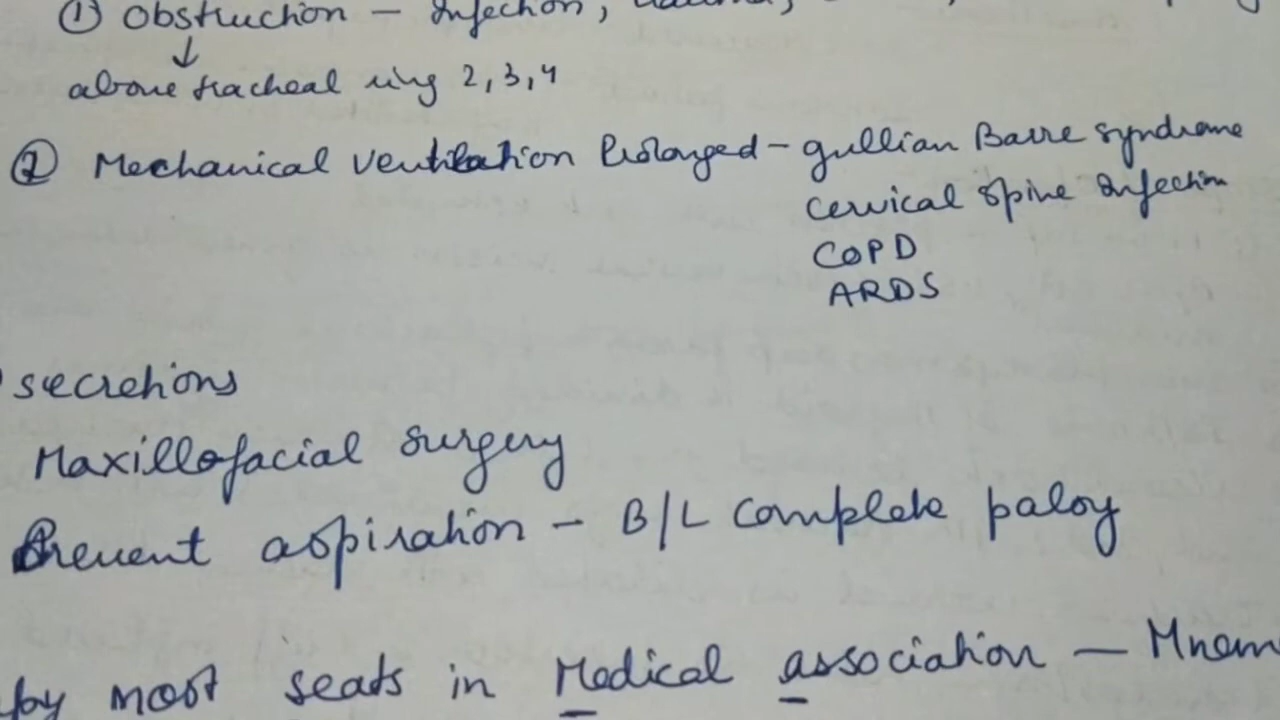 ① Obstruction – Infection,
↓
above tracheal ring 2, 3, 4
② Mechanical Ventilation Prolonged – gullian Barre syndrome
cervical spine Infection
COPD
ARDS
secretions
Maxillofacial surgery
Prevent aspiration – B/L complete palsy
by most seats in Medical association – Mnem